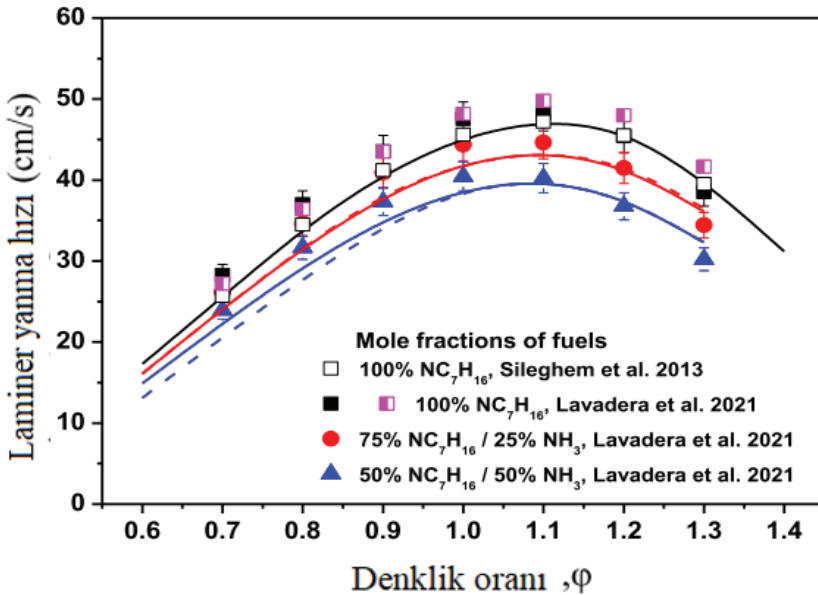 60
50
40
30
20
10
0
Laminer yanma hızı (cm/s)
Mole fractions of fuels
100% NC₇H₁₆, Sileghem et al. 2013
100% NC₇H₁₆, Lavadera et al. 2021
75% NC₇H₁₆ / 25% NH₃, Lavadera et al. 2021
50% NC₇H₁₆ / 50% NH₃, Lavadera et al. 2021
0.6 0.7 0.8 0.9 1.0 1.1 1.2 1.3 1.4
Denklik oranı ,φ